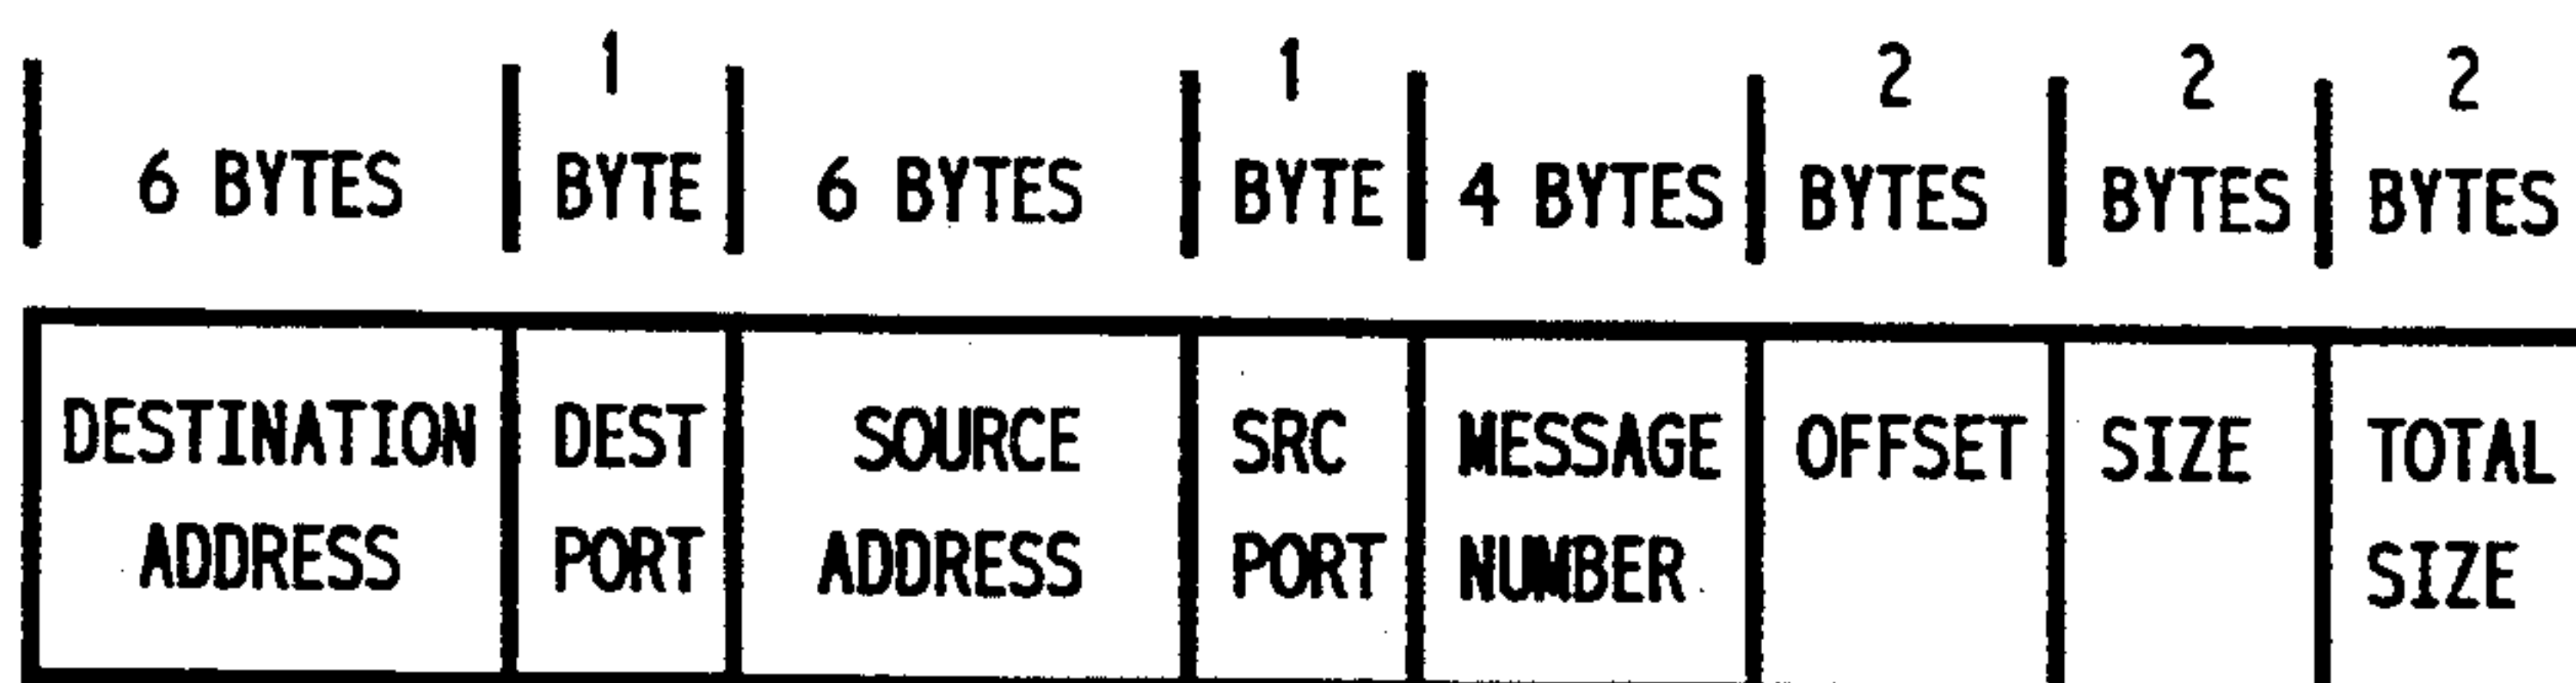 1 1 2 2 2
6 BYTES BYTE 6 BYTES BYTE 4 BYTES BYTES BYTES BYTES
DESTINATION DEST SOURCE SRC MESSAGE OFFSET SIZE TOTAL
ADDRESS PORT ADDRESS PORT NUMBER SIZE